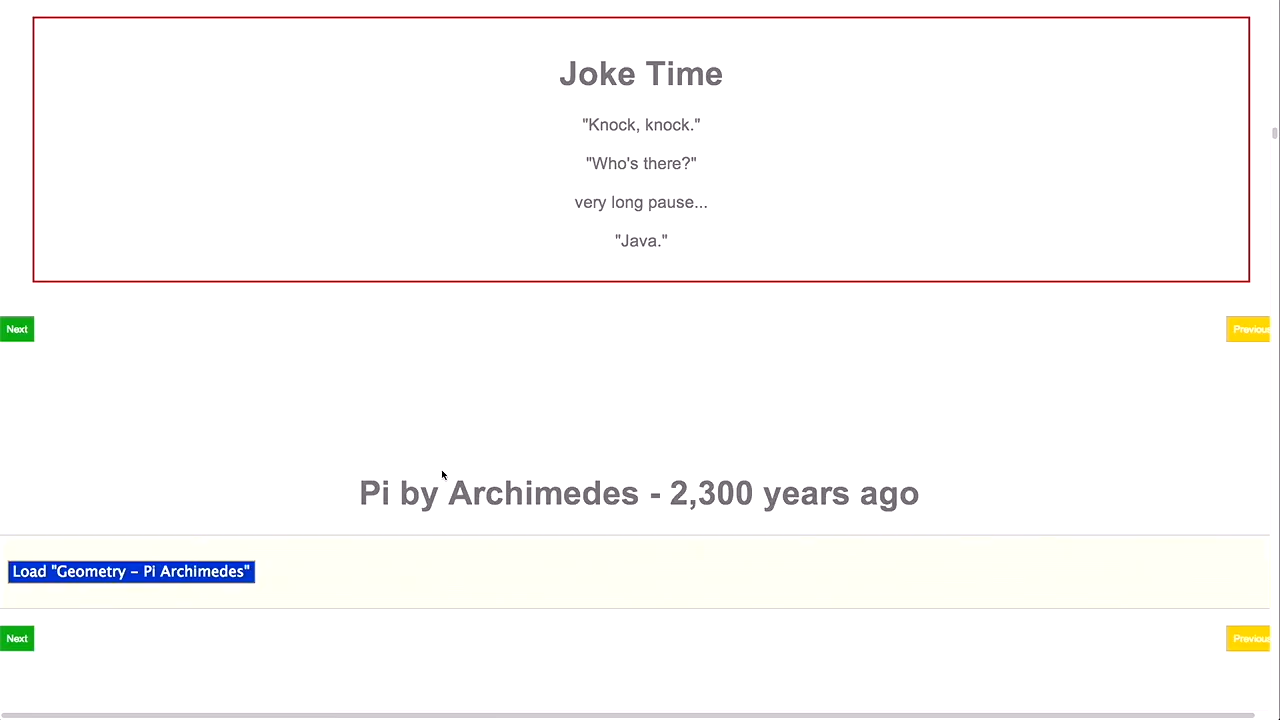 Joke Time
"Knock, knock."
"Who's there?"
very long pause...
"Java."
Next
Previous
Pi by Archimedes - 2,300 years ago
Load "Geometry – Pi Archimedes"
Next
Previous